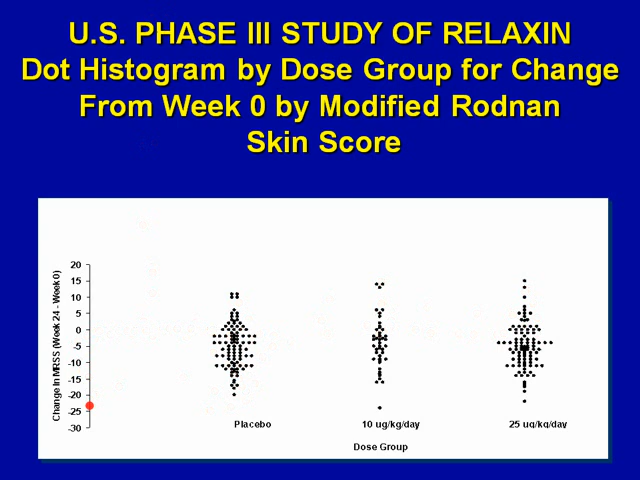 U.S. PHASE III STUDY OF RELAXIN
Dot Histogram by Dose Group for Change
From Week 0 by Modified Rodnan
Skin Score
Change in MRSS (Week 24 - Week 0)
20
15
10
5
0
-5
-10
-15
-20
-25
-30
Placebo
10 ug/kg/day
25 ug/kg/day
Dose Group